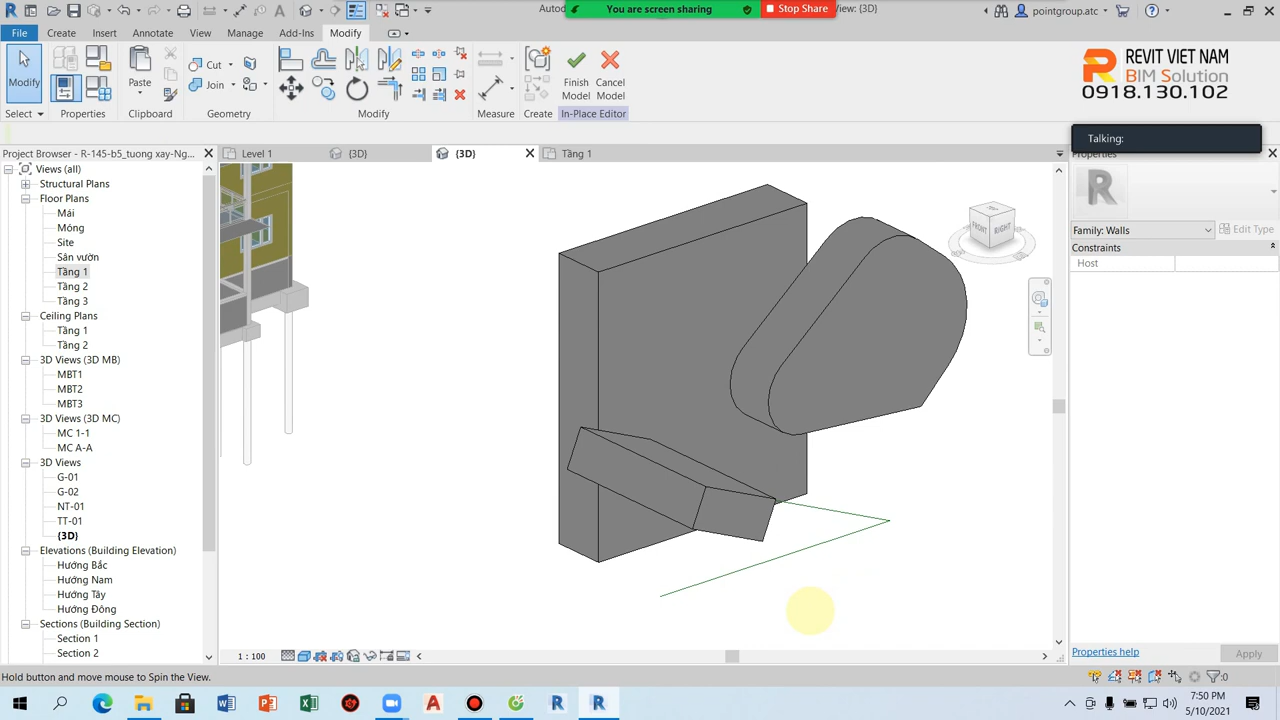 Autod
You are screen sharing
Stop Share
View: {3D}
pointgroup.atc
File
Create
Insert
Annotate
View
Manage
Add-Ins
Modify
Modify
Paste
Cut
Join
Finish
Model
Cancel
Model
Select
Properties
Clipboard
Geometry
Modify
Measure
Create
In-Place Editor
R REVIT VIET NAM
BIM Solution
0918.130.102
Talking:
Project Browser - R-145-b5_tuong xay-Ng...
Level 1
{3D}
{3D}
Tầng 1
Properties
Views (all)
Structural Plans
Floor Plans
Mái
Móng
Site
Sân vườn
Tầng 1
Tầng 2
Tầng 3
Ceiling Plans
Tầng 1
Tầng 2
3D Views (3D MB)
MBT1
MBT2
MBT3
3D Views (3D MC)
MC 1-1
MC A-A
3D Views
G-01
G-02
NT-01
TT-01
{3D}
Elevations (Building Elevation)
Hướng Bắc
Hướng Nam
Hướng Tây
Hướng Đông
Sections (Building Section)
Section 1
Section 2
FRONT
RIGHT
R
Family: Walls
Edit Type
Constraints
Host
1 : 100
Properties help
Apply
Hold button and move mouse to Spin the View.
:0
7:50 PM
5/10/2021